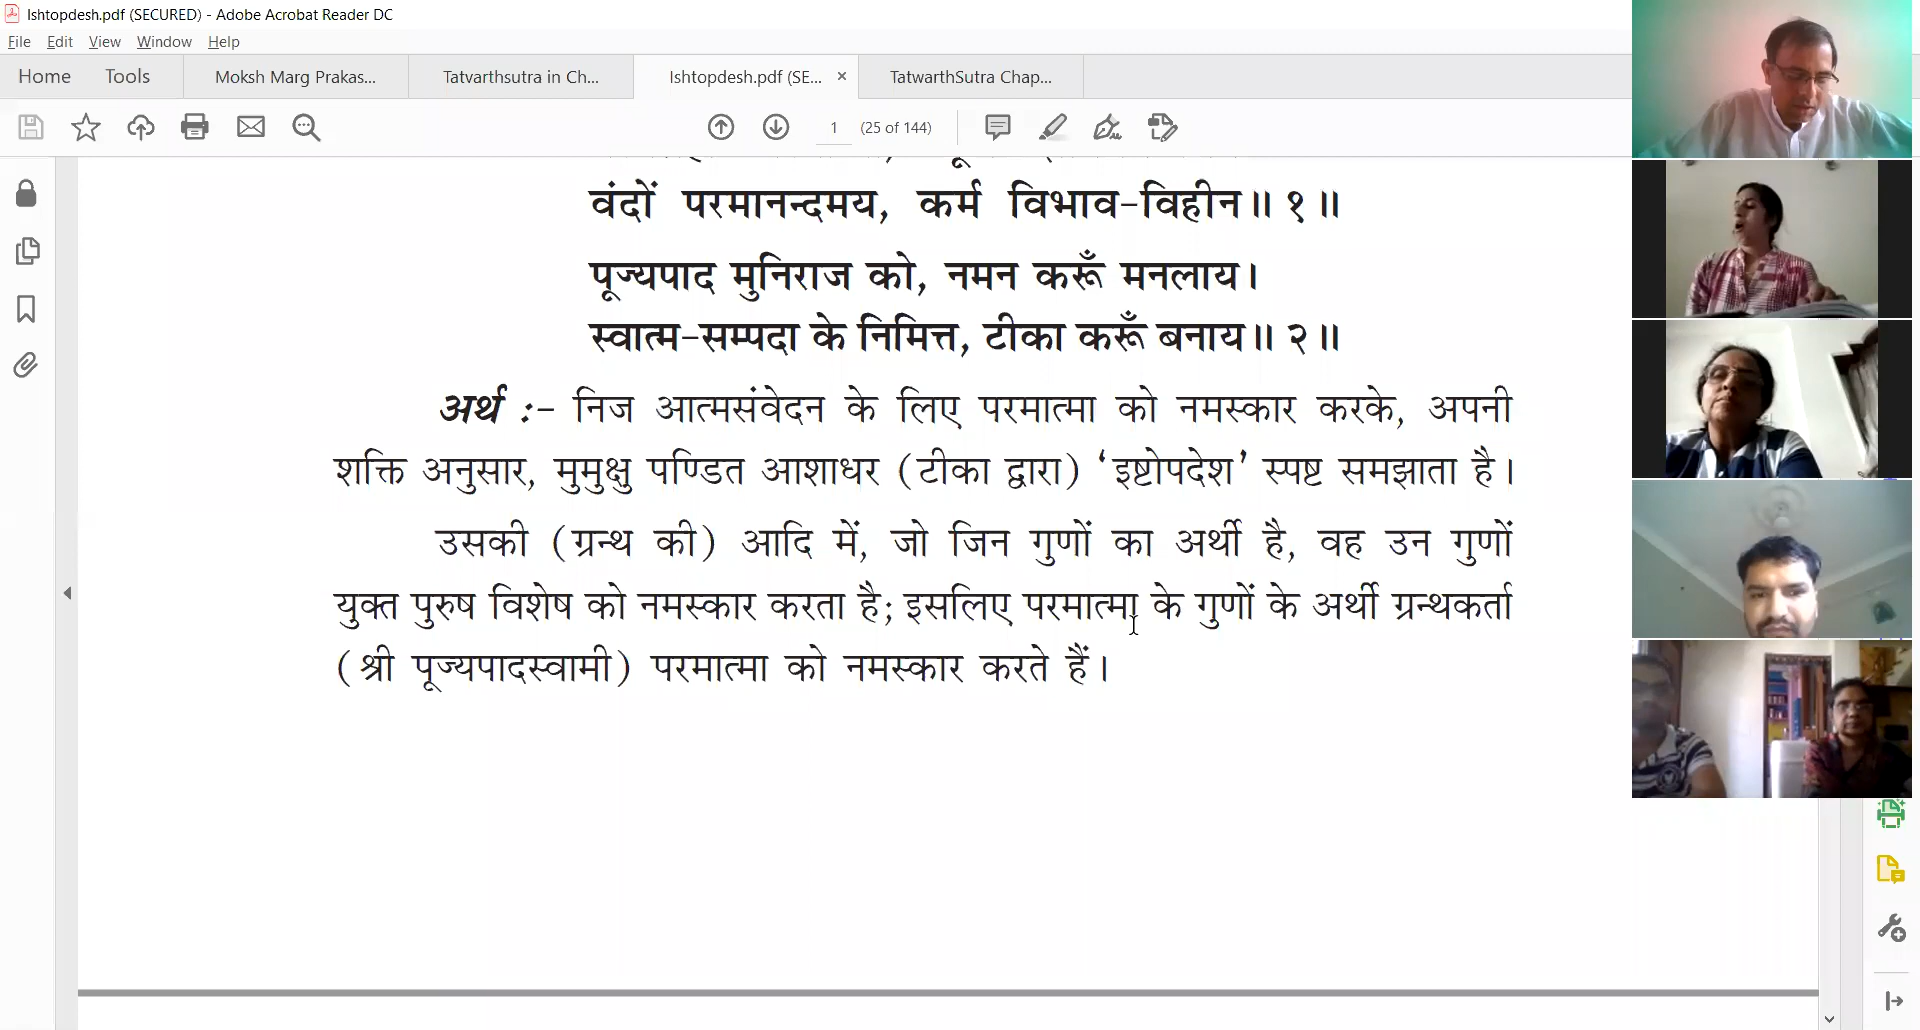 Ishtopdesh.pdf (SECURED) - Adobe Acrobat Reader DC
File Edit View Window Help
Home Tools Moksh Marg Prakas... Tatvarthsutra in Ch... Ishtopdesh.pdf (SE... × TatwarthSutra Chap...
1 (25 of 144)
वंदों परमानन्दमय, कर्म विभाव-विहीन॥ १॥
पूज्यपाद मुनिराज को, नमन करूँ मनलाय।
स्वात्म-सम्पदा के निमित्त, टीका करूँ बनाय॥ २॥
अर्थ :- निज आत्मसंवेदन के लिए परमात्मा को नमस्कार करके, अपनी
शक्ति अनुसार, मुमुक्षु पण्डित आशाधर (टीका द्वारा) ‘इष्टोपदेश’ स्पष्ट समझाता है।
उसकी (ग्रन्थ की) आदि में, जो जिन गुणों का अर्थी है, वह उन गुणों
युक्त पुरुष विशेष को नमस्कार करता है; इसलिए परमात्मा के गुणों के अर्थी ग्रन्थकर्ता
(श्री पूज्यपादस्वामी) परमात्मा को नमस्कार करते हैं।